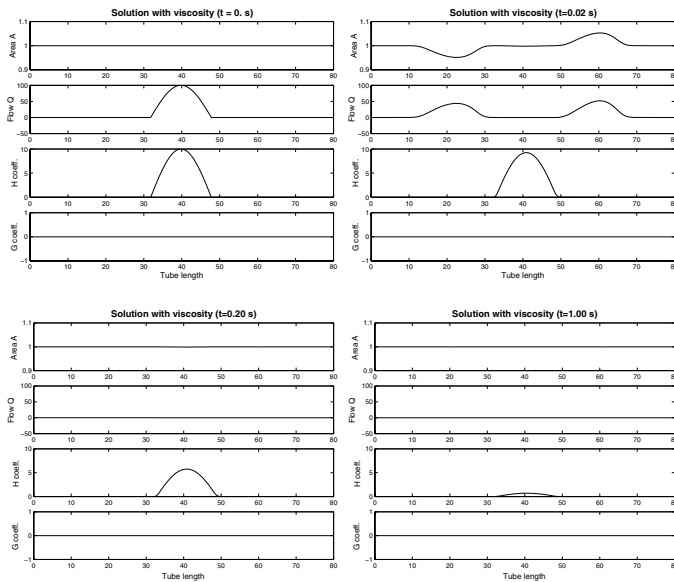 Solution with viscosity (t = 0. s)
Area A
1.1
1
0.9
0 10 20 30 40 50 60 70 80
Flow Q
100
50
0
−50
0 10 20 30 40 50 60 70 80
H coeff.
10
5
0
0 10 20 30 40 50 60 70 80
G coeff.
1
0
−1
0 10 20 30 40 50 60 70 80
Tube length
Solution with viscosity (t=0.02 s)
Area A
1.1
1
0.9
0 10 20 30 40 50 60 70 80
Flow Q
100
50
0
−50
0 10 20 30 40 50 60 70 80
H coeff.
10
5
0
0 10 20 30 40 50 60 70 80
G coeff.
1
0
−1
0 10 20 30 40 50 60 70 80
Tube length
Solution with viscosity (t=0.20 s)
Area A
1.1
1
0.9
0 10 20 30 40 50 60 70 80
Flow Q
100
50
0
−50
0 10 20 30 40 50 60 70 80
H coeff.
10
5
0
0 10 20 30 40 50 60 70 80
G coeff.
1
0
−1
0 10 20 30 40 50 60 70 80
Tube length
Solution with viscosity (t=1.00 s)
Area A
1.1
1
0.9
0 10 20 30 40 50 60 70 80
Flow Q
100
50
0
−50
0 10 20 30 40 50 60 70 80
H coeff.
10
5
0
0 10 20 30 40 50 60 70 80
G coeff.
1
0
−1
0 10 20 30 40 50 60 70 80
Tube length